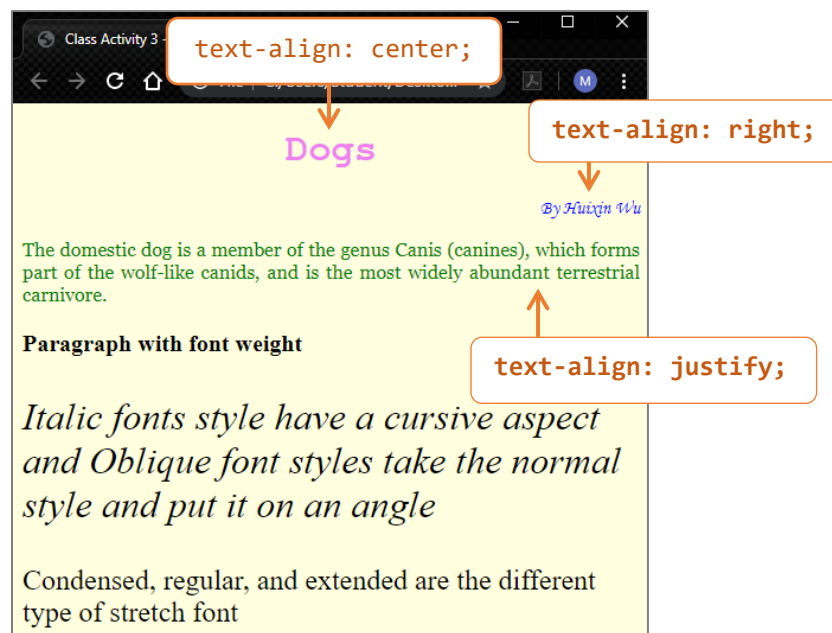 Class Activity 3 -
text-align: center;
M
Dogs
text-align: right;
By Huixin Wu
The domestic dog is a member of the genus Canis (canines), which forms
part of the wolf-like canids, and is the most widely abundant terrestrial
carnivore.
text-align: justify;
Paragraph with font weight
Italic fonts style have a cursive aspect
and Oblique font styles take the normal
style and put it on an angle
Condensed, regular, and extended are the different
type of stretch font